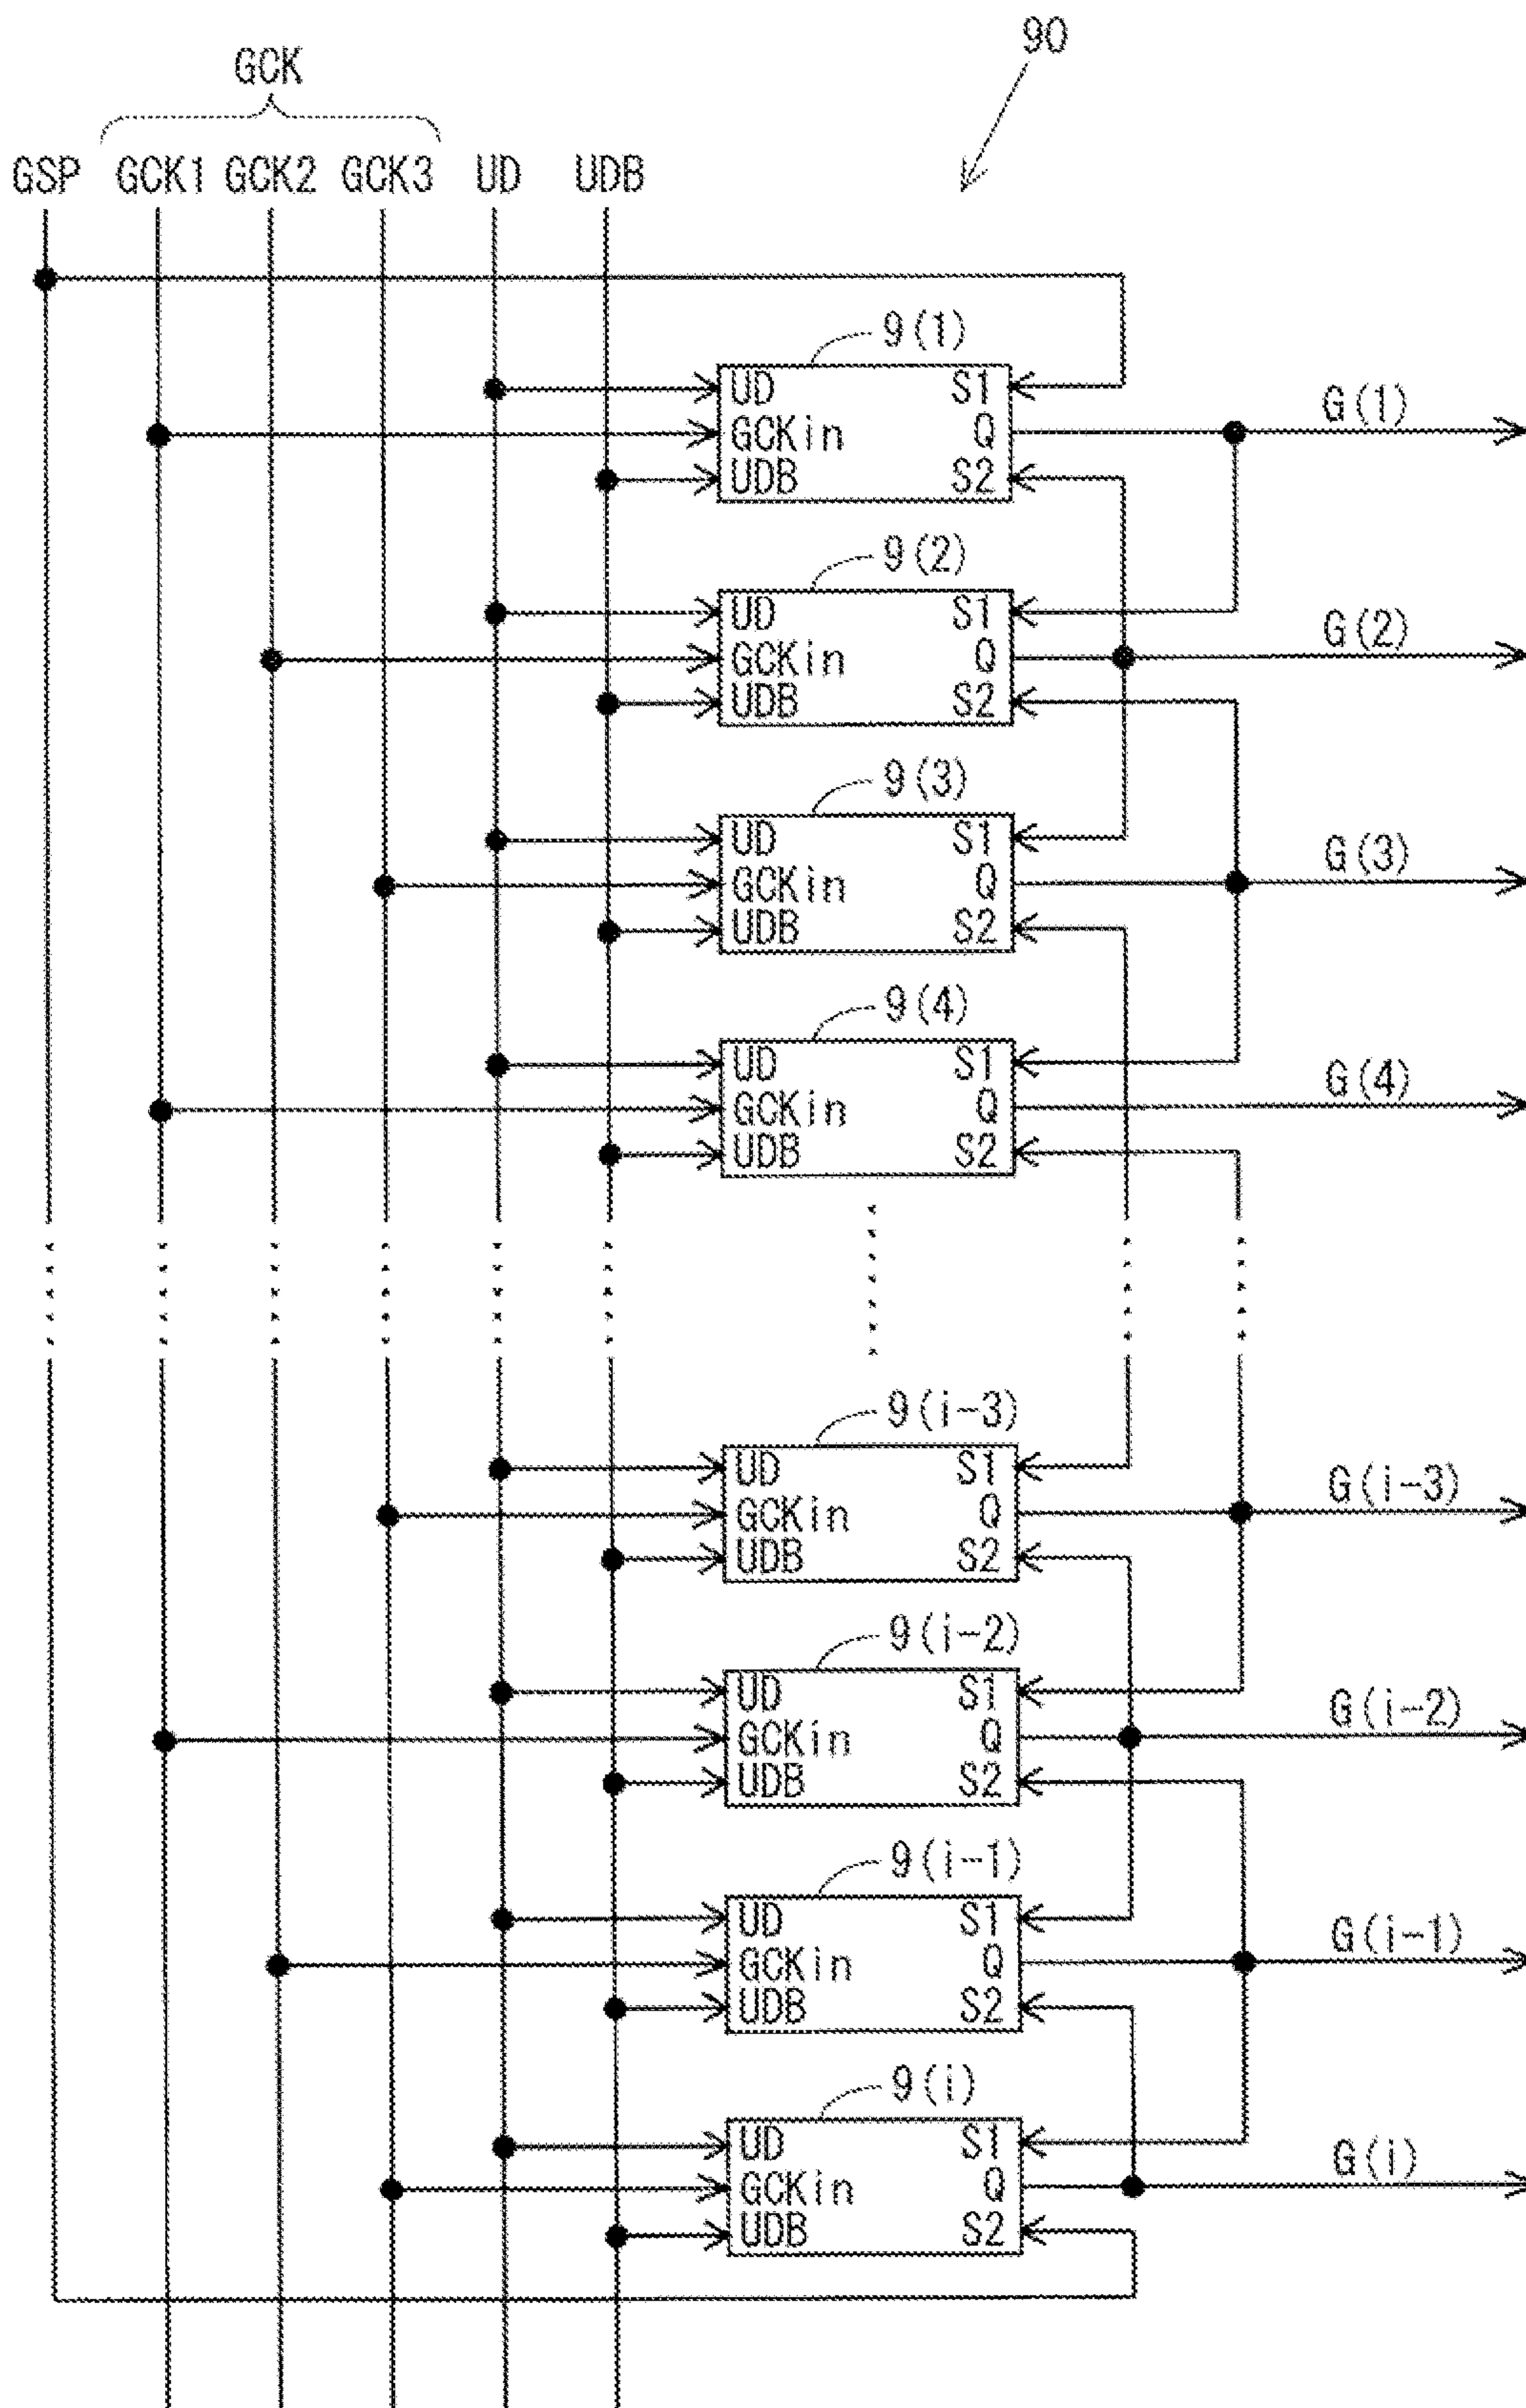 90
GCK
GSP GCK1 GCK2 GCK3 UD UDB
9(1)
UD S1
GCKin Q
UDB S2
G(1)
9(2)
UD S1
GCKin Q
UDB S2
G(2)
9(3)
UD S1
GCKin Q
UDB S2
G(3)
9(4)
UD S1
GCKin Q
UDB S2
G(4)
9(i-3)
UD S1
GCKin Q
UDB S2
G(i-3)
9(i-2)
UD S1
GCKin Q
UDB S2
G(i-2)
9(i-1)
UD S1
GCKin Q
UDB S2
G(i-1)
9(i)
UD S1
GCKin Q
UDB S2
G(i)